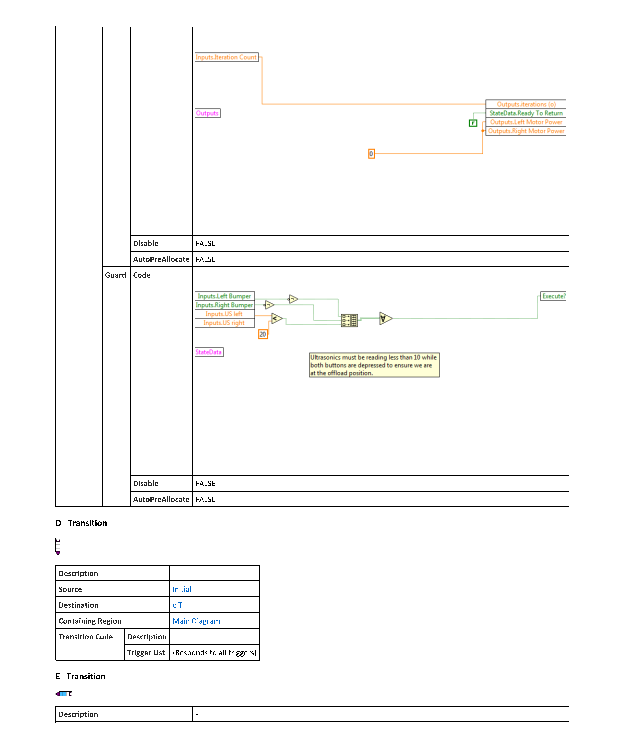 Inputs.Iteration Count
Outputs.iterations (o)
Outputs
StateData.Ready To Return
F
Outputs.Left Motor Power
Outputs.Right Motor Power
0
Disable FALSE
AutoPreAllocate FALSE
Guard Code
Inputs.Left Bumper
Execute?
Inputs.Right Bumper
Inputs.US left
Inputs.US right
20
StateData
Ultrasonics must be reading less than 10 while
both buttons are depressed to ensure we are
at the offload position.
Disable FALSE
AutoPreAllocate FALSE
D Transition
Description
Source Initial
Destination
Containing Region Main Diagram
Transition Code Description
Trigger List (Responds to all triggers)
E Transition
Description -